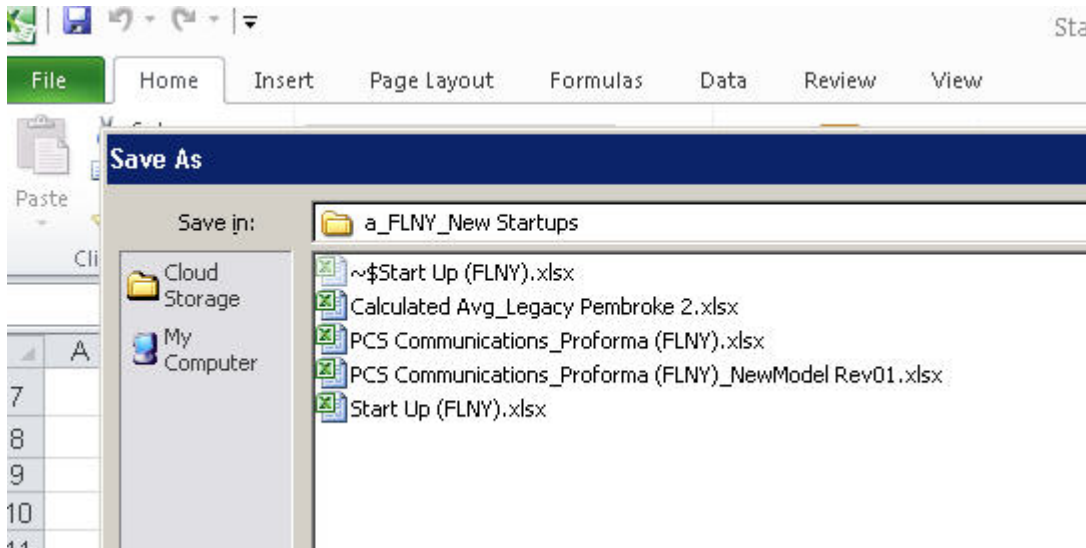 Sta
File Home Insert Page Layout Formulas Data Review View
Save As
Paste
Save in: a_FLNY_New Startups
Cli
Cloud
Storage
My
Computer
~$Start Up (FLNY).xlsx
Calculated Avg_Legacy Pembroke 2.xlsx
PCS Communications_Proforma (FLNY).xlsx
PCS Communications_Proforma (FLNY)_NewModel Rev01.xlsx
Start Up (FLNY).xlsx
A
7
8
9
10